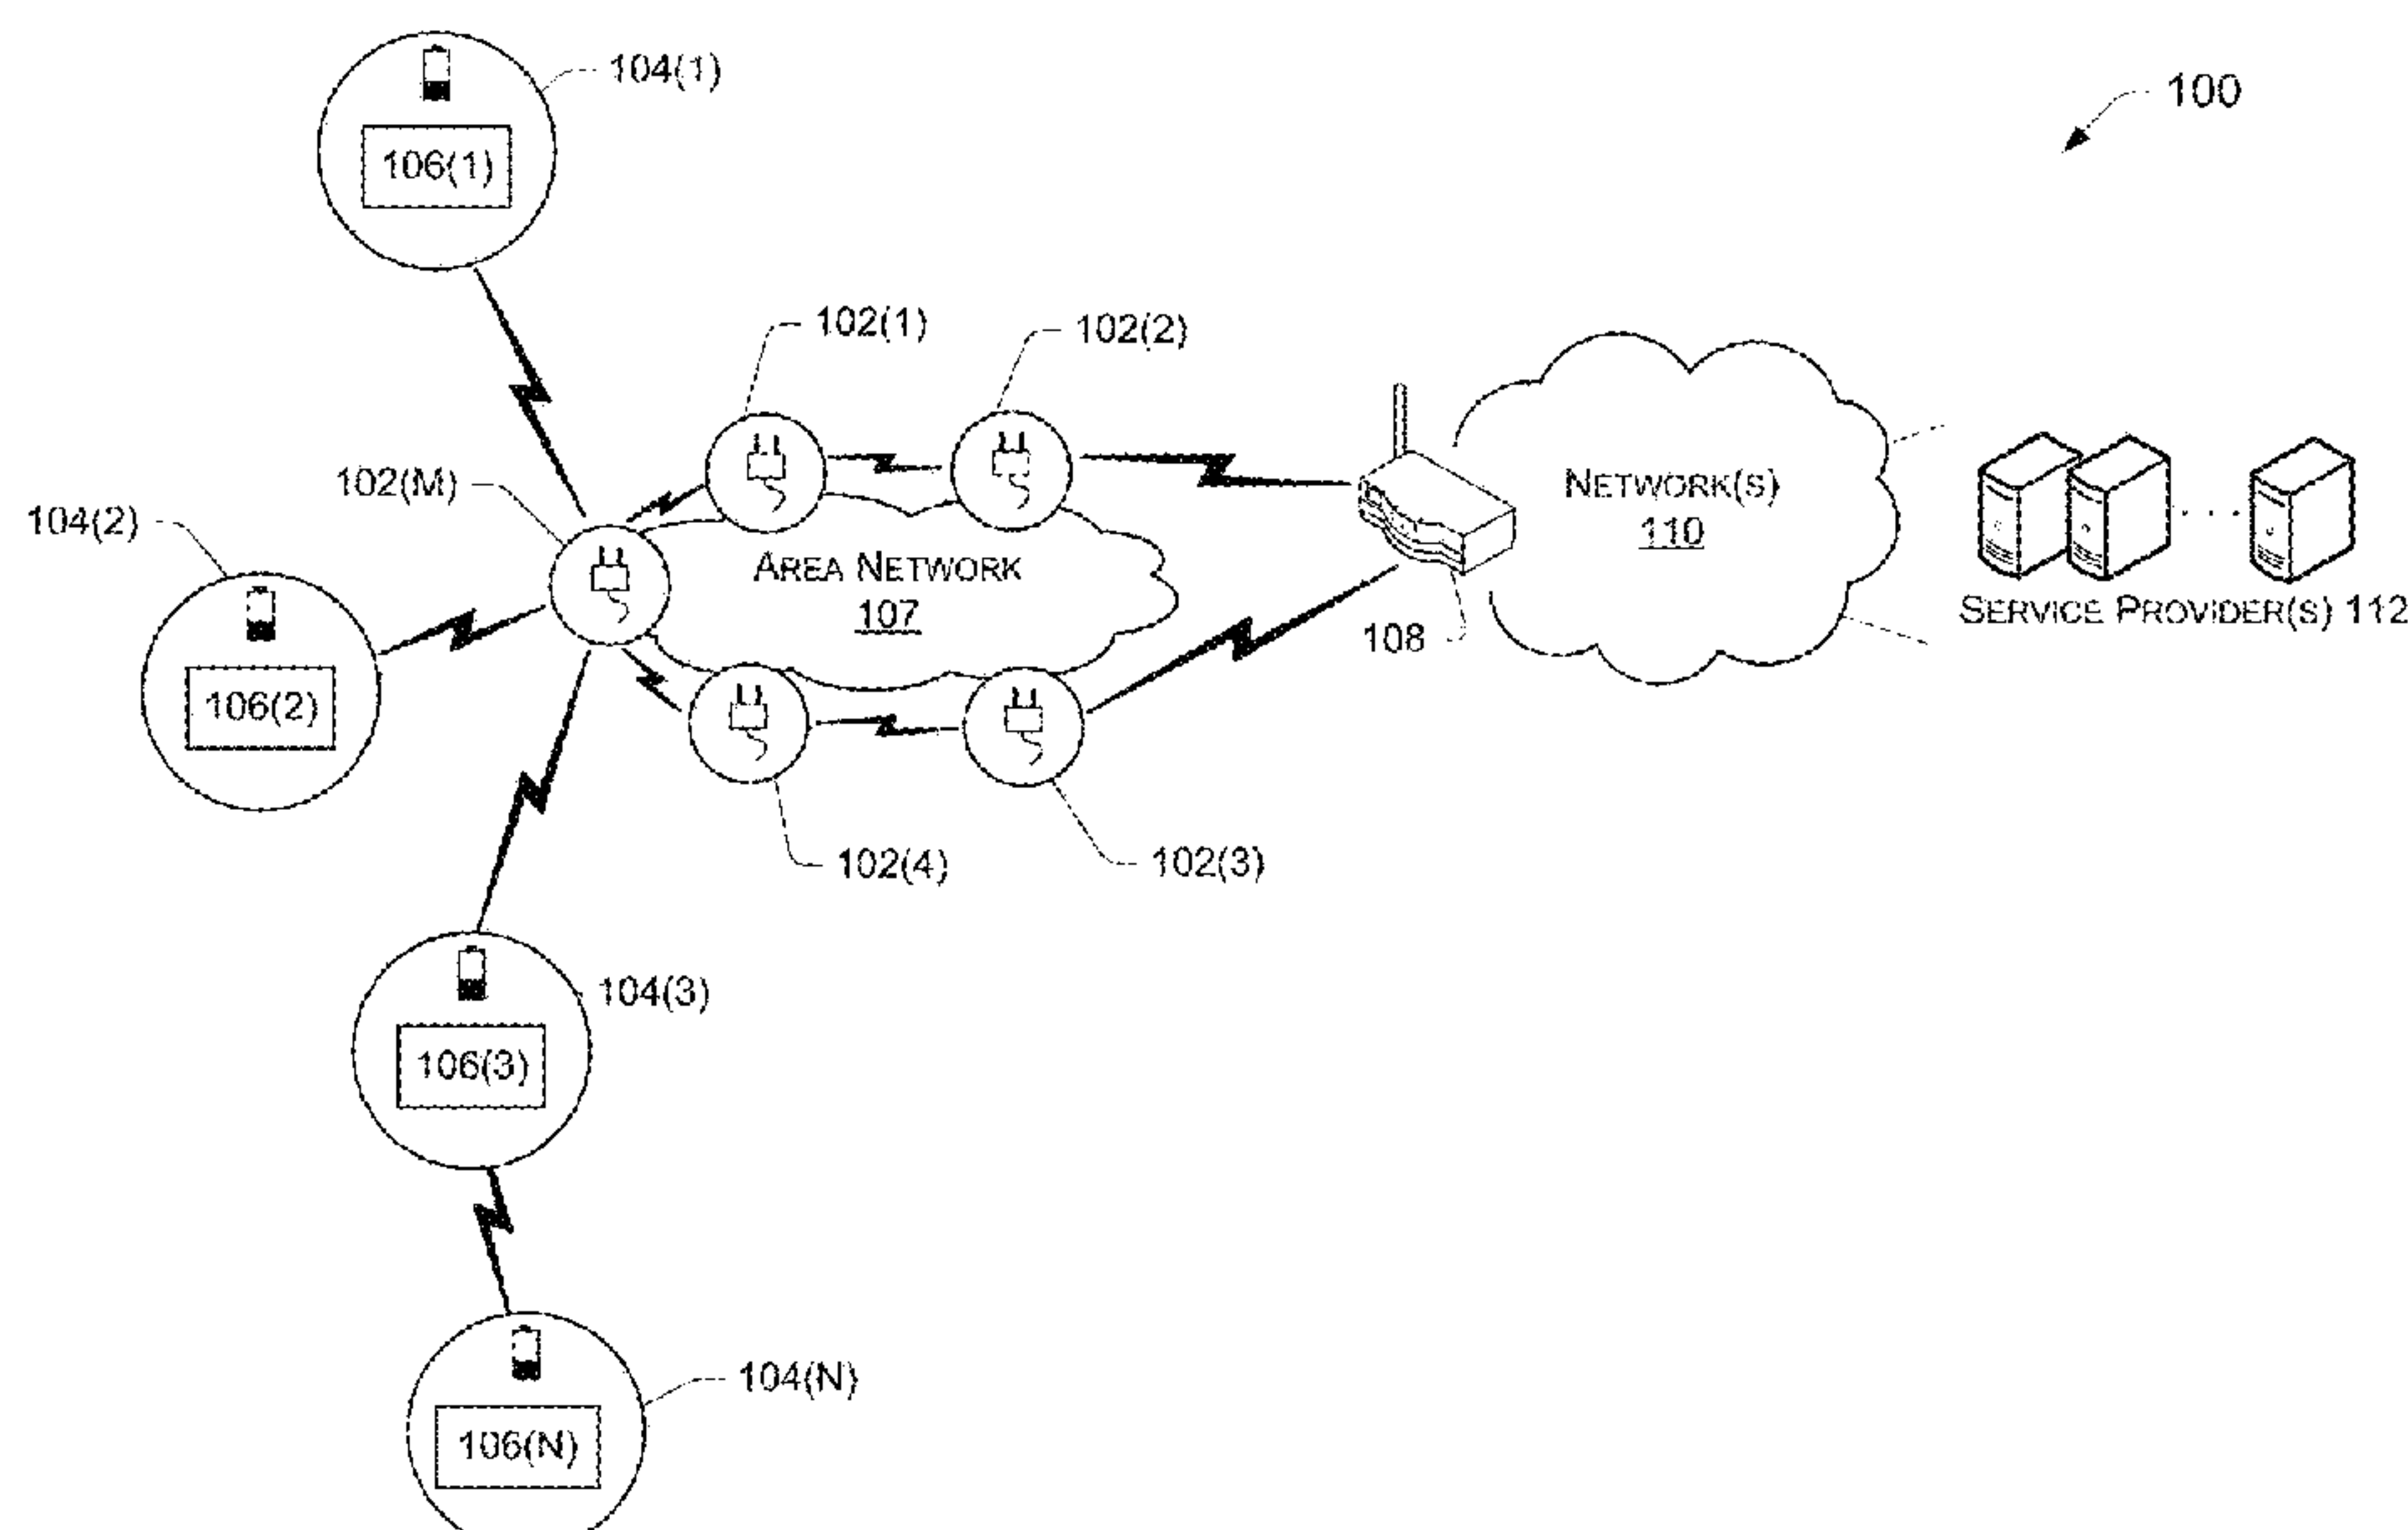 104(1)
100
106(1)
102(1)
102(2)
102(M)
104(2)
NETWORK(S)
110
AREA NETWORK
107
SERVICE PROVIDER(S) 112
108
106(2)
102(4)
102(3)
104(3)
106(3)
104(N)
106(N)